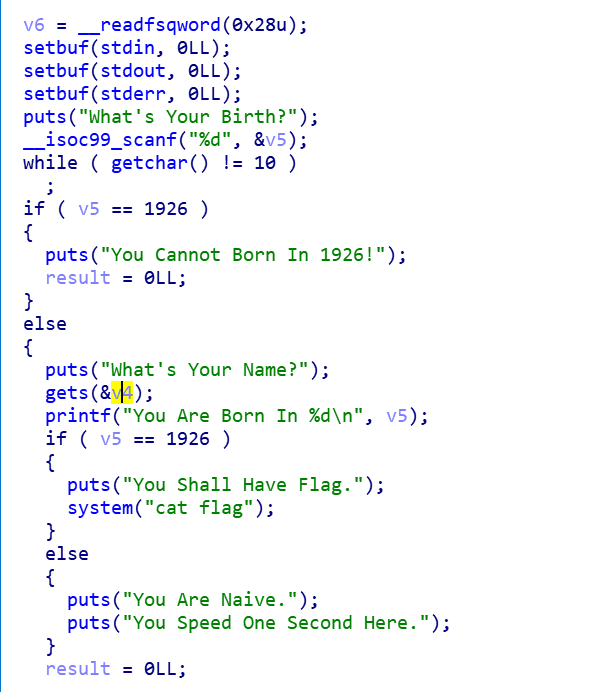 v6 = __readfsqword(0x28u);
setbuf(stdin, 0LL);
setbuf(stdout, 0LL);
setbuf(stderr, 0LL);
puts("What's Your Birth?");
__isoc99_scanf("%d", &v5);
while ( getchar() != 10 )
  ;
if ( v5 == 1926 )
{
  puts("You Cannot Born In 1926!");
  result = 0LL;
}
else
{
  puts("What's Your Name?");
  gets(&v4);
  printf("You Are Born In %d\n", v5);
  if ( v5 == 1926 )
  {
    puts("You Shall Have Flag.");
    system("cat flag");
  }
  else
  {
    puts("You Are Naive.");
    puts("You Speed One Second Here.");
  }
  result = 0LL;